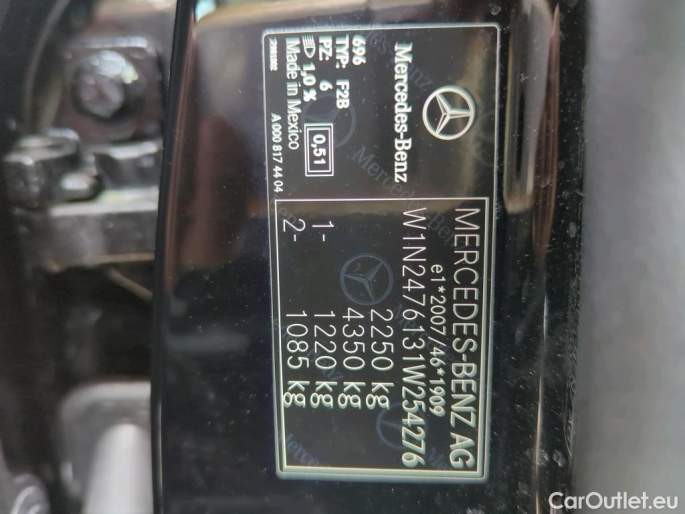 Mercedes-Benz
696
TYP: F2B
PZ: 6 0,51
1,0 %
Made in Mexico
A 000 817 44 04
MERCEDES-BENZ AG
e1*2007/46*1909
W1N2476131W254276
2250 kg
4350 kg
1- 1220 kg
2- 1085 kg
CarOutlet.eu